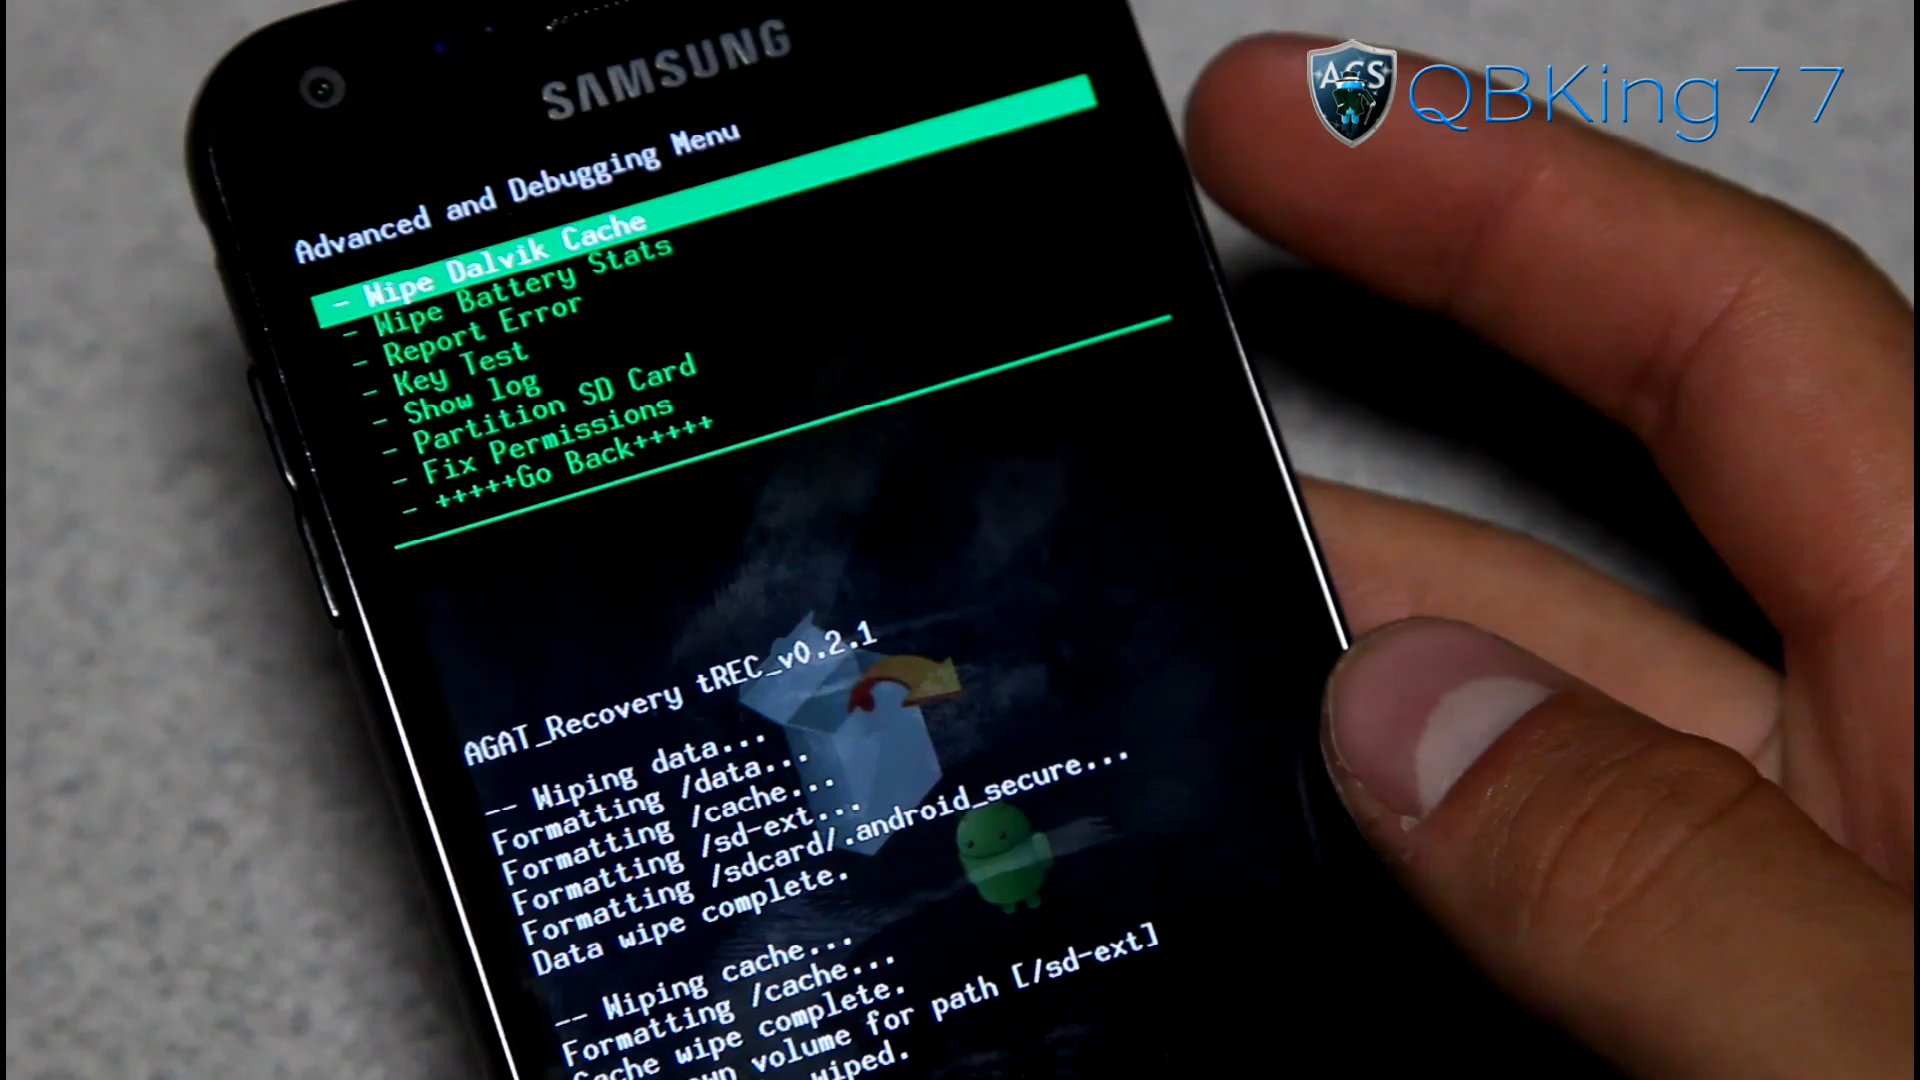 ACS
QBKing77
SAMSUNG
Advanced and Debugging Menu
- Wipe Dalvik Cache
- Wipe Battery Stats
- Report Error
- Key Test
- Show log
- Partition SD Card
- Fix Permissions
- +++++Go Back+++++
AGAT_Recovery tREC_v0.2.1
-- Wiping data...
Formatting /data...
Formatting /cache...
Formatting /sd-ext...
Formatting /sdcard/.android_secure...
Data wipe complete.
-- Wiping cache...
Formatting /cache...
Cache wipe complete.
volume for path [/sd-ext]
wiped.